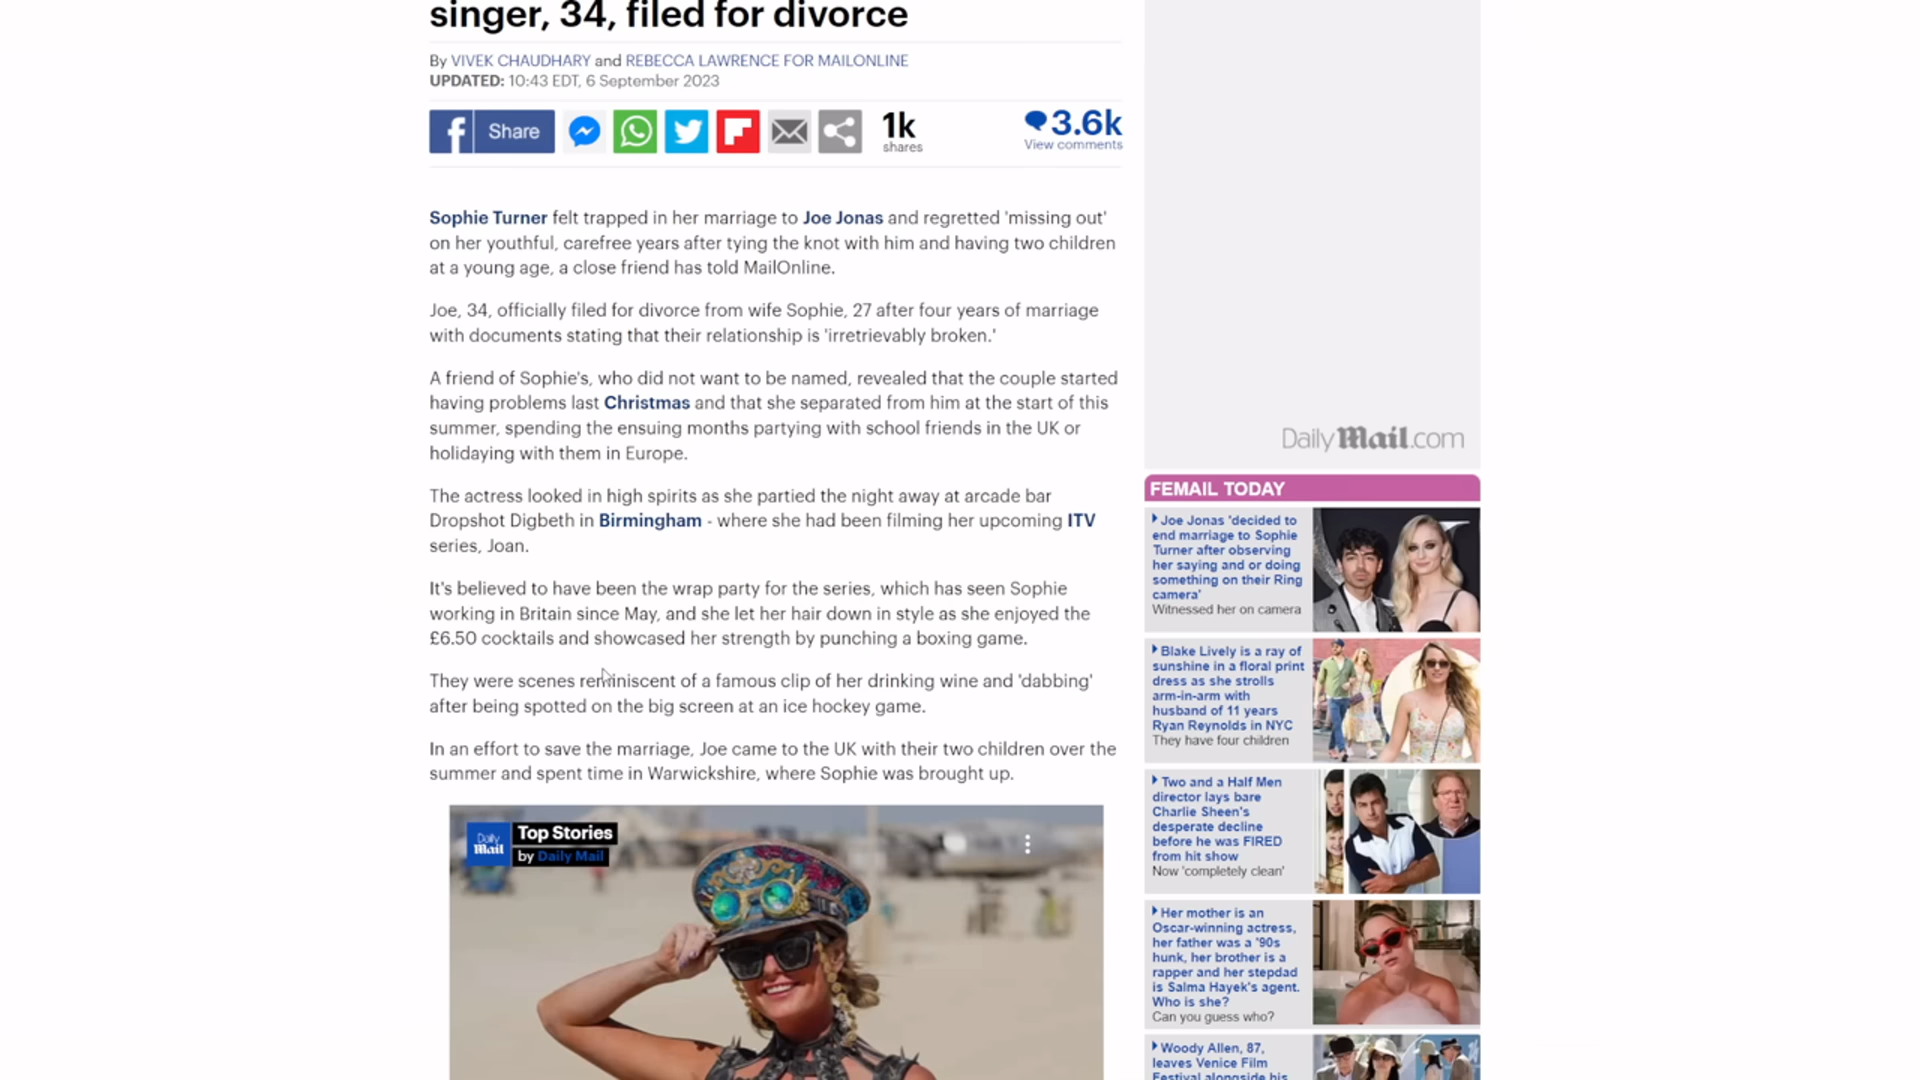 singer, 34, filed for divorce
By VIVEK CHAUDHARY and REBECCA LAWRENCE FOR MAILONLINE
UPDATED: 10:43 EDT, 6 September 2023
Share
1k
shares
3.6k
View comments
Sophie Turner felt trapped in her marriage to Joe Jonas and regretted 'missing out'
on her youthful, carefree years after tying the knot with him and having two children
at a young age, a close friend has told MailOnline.
Joe, 34, officially filed for divorce from wife Sophie, 27 after four years of marriage
with documents stating that their relationship is 'irretrievably broken.'
A friend of Sophie's, who did not want to be named, revealed that the couple started
having problems last Christmas and that she separated from him at the start of this
summer, spending the ensuing months partying with school friends in the UK or
holidaying with them in Europe.
The actress looked in high spirits as she partied the night away at arcade bar
Dropshot Digbeth in Birmingham - where she had been filming her upcoming ITV
series, Joan.
It's believed to have been the wrap party for the series, which has seen Sophie
working in Britain since May, and she let her hair down in style as she enjoyed the
£6.50 cocktails and showcased her strength by punching a boxing game.
They were scenes reminiscent of a famous clip of her drinking wine and 'dabbing'
after being spotted on the big screen at an ice hockey game.
In an effort to save the marriage, Joe came to the UK with their two children over the
summer and spent time in Warwickshire, where Sophie was brought up.
Daily
Mail
Top Stories
by Daily Mail
DailyMail.com
FEMAIL TODAY
Joe Jonas 'decided to
end marriage to Sophie
Turner after observing
her saying and or doing
something on their Ring
camera'
Witnessed her on camera
Blake Lively is a ray of
sunshine in a floral print
dress as she strolls
arm-in-arm with
husband of 11 years
Ryan Reynolds in NYC
They have four children
Two and a Half Men
director lays bare
Charlie Sheen's
desperate decline
before he was FIRED
from hit show
Now 'completely clean'
Her mother is an
Oscar-winning actress,
her father was a '90s
hunk, her brother is a
rapper and her stepdad
is Salma Hayek's agent.
Who is she?
Can you guess who?
Woody Allen, 87,
leaves Venice Film
Festival alongside his